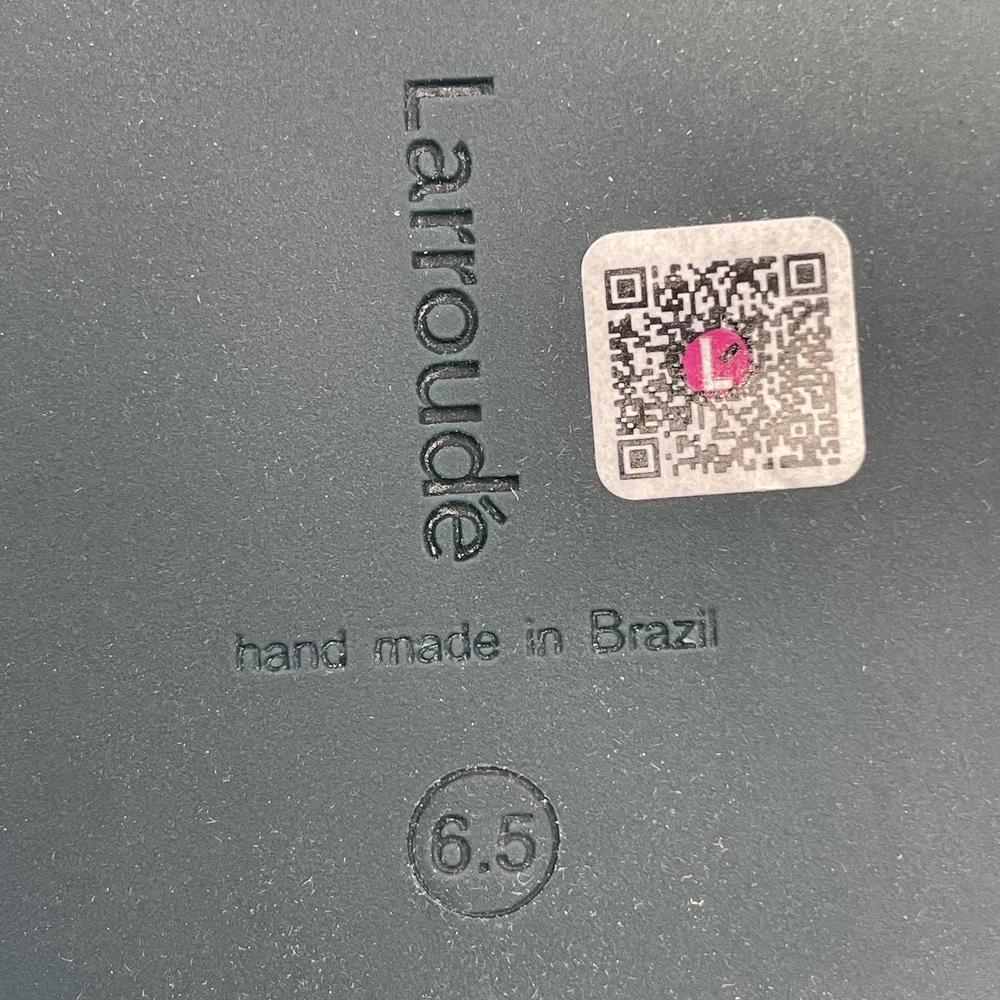 Larroudé
L'
hand made in Brazil
6.5